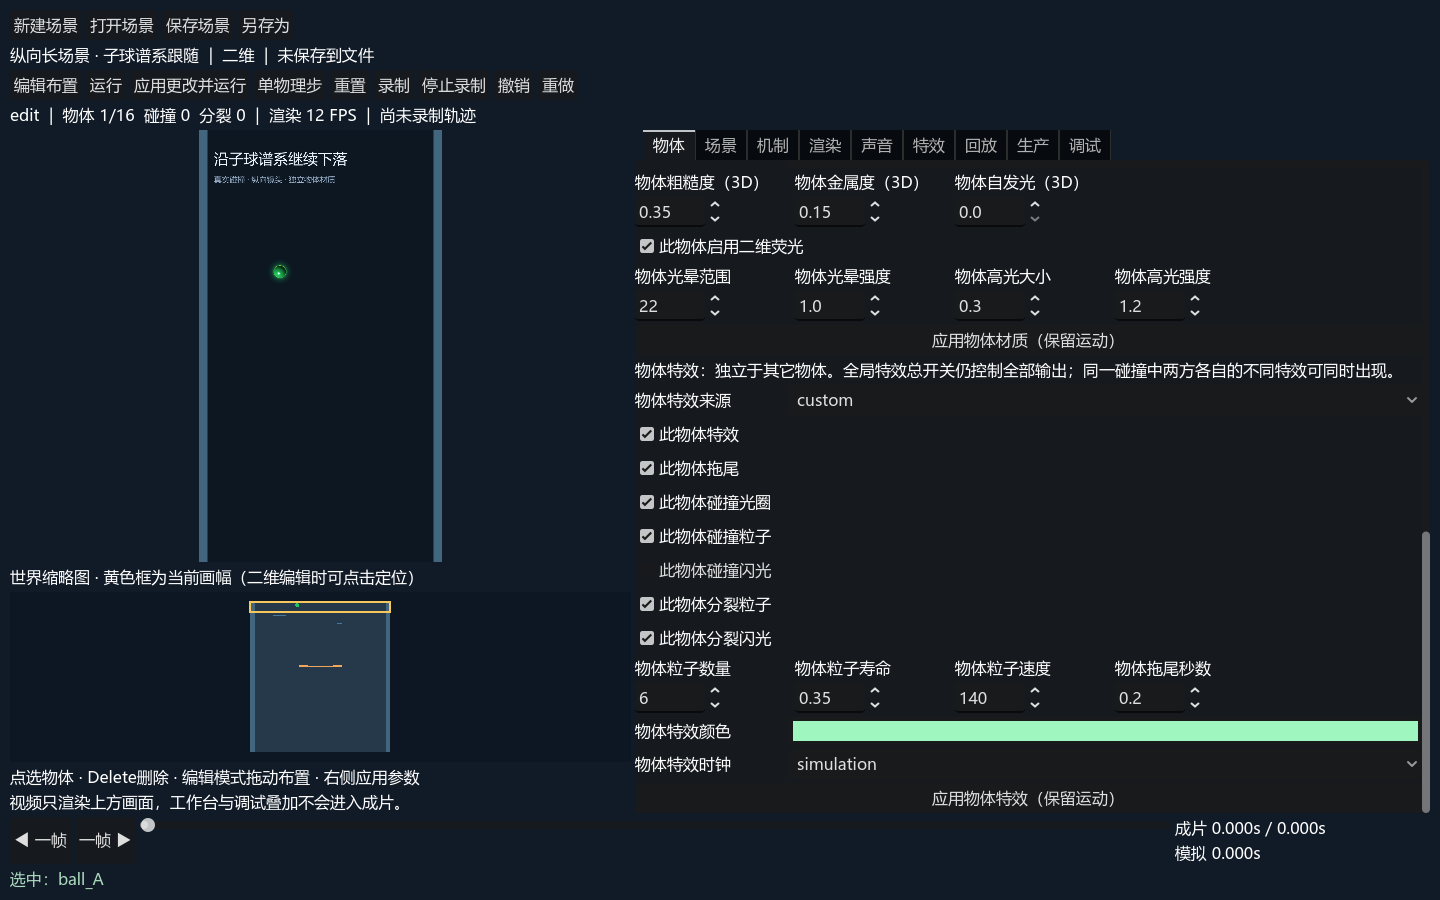 新建场景 打开场景 保存场景 另存为
纵向长场景 · 子球谱系跟随 | 二维 | 未保存到文件
编辑布置 运行 应用更改并运行 单物理步 重置 录制 停止录制 撤销 重做
edit | 物体 1/16 碰撞 0 分裂 0 | 渲染 12 FPS | 尚未录制轨迹
沿子球谱系继续下落
真实碰撞 · 纵向镜头 · 独立物体材质
世界缩略图 · 黄色框为当前画幅（二维编辑时可点击定位）
点选物体 · Delete删除 · 编辑模式拖动布置 · 右侧应用参数
视频只渲染上方画面，工作台与调试叠加不会进入成片。
物体 场景 机制 渲染 声音 特效 回放 生产 调试
物体粗糙度（3D） 物体金属度（3D） 物体自发光（3D）
0.35 0.15 0.0
此物体启用二维荧光
物体光晕范围 物体光晕强度 物体高光大小 物体高光强度
22 1.0 0.3 1.2
应用物体材质（保留运动）
物体特效：独立于其它物体。全局特效总开关仍控制全部输出；同一碰撞中两方各自的不同特效可同时出现。
物体特效来源 custom
此物体特效
此物体拖尾
此物体碰撞光圈
此物体碰撞粒子
此物体碰撞闪光
此物体分裂粒子
此物体分裂闪光
物体粒子数量 物体粒子寿命 物体粒子速度 物体拖尾秒数
6 0.35 140 0.2
物体特效颜色
物体特效时钟 simulation
应用物体特效（保留运动）
◀ 一帧 一帧 ▶
成片 0.000s / 0.000s
模拟 0.000s
选中：ball_A